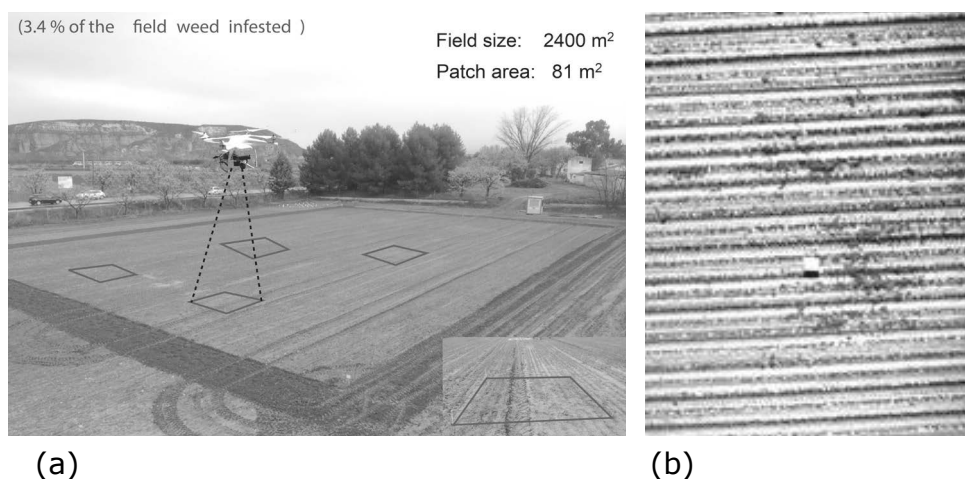 (3.4 % of the field weed infested )
Field size: 2400 m²
Patch area: 81 m²
(a)
(b)